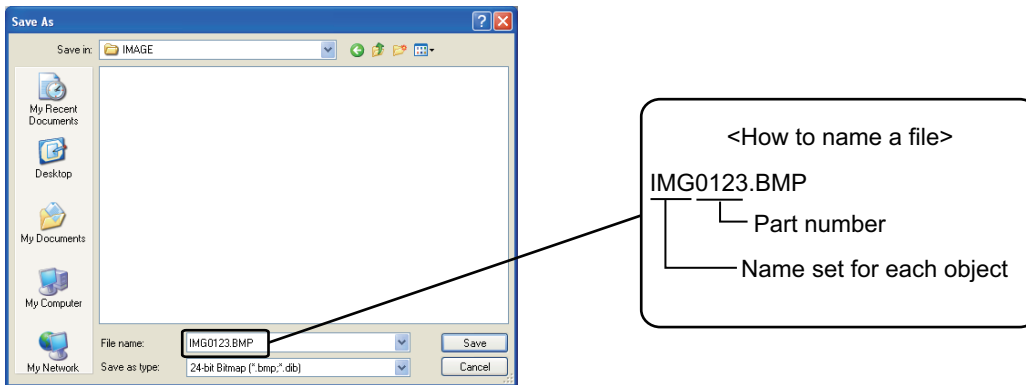 Save As
Save in: IMAGE
My Recent
Documents
Desktop
My Documents
My Computer
My Network
File name: IMG0123.BMP Save
Save as type: 24-bit Bitmap (*.bmp;*.dib) Cancel
<How to name a file>
IMG0123.BMP
Part number
Name set for each object